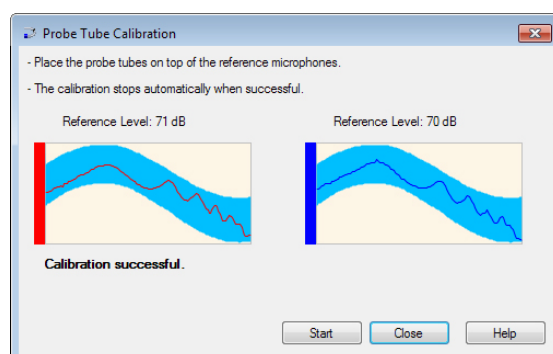 Probe Tube Calibration
- Place the probe tubes on top of the reference microphones.
- The calibration stops automatically when successful.
Reference Level: 71 dB
Reference Level: 70 dB
Calibration successful.
Start
Close
Help